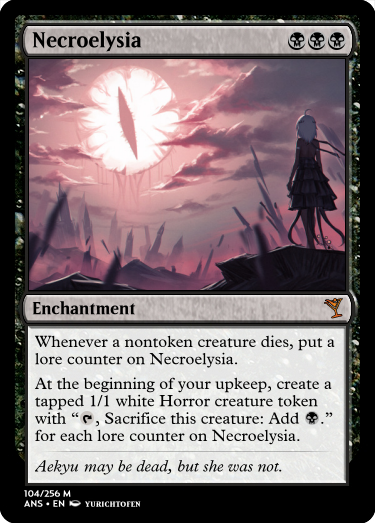 Necroelysia
Enchantment
Whenever a nontoken creature dies, put a
lore counter on Necroelysia.
At the beginning of your upkeep, create a
tapped 1/1 white Horror creature token
with “, Sacrifice this creature: Add .”
for each lore counter on Necroelysia.
Aekyu may be dead, but she was not.
104/256 M
ANS • EN YURICHTOFEN